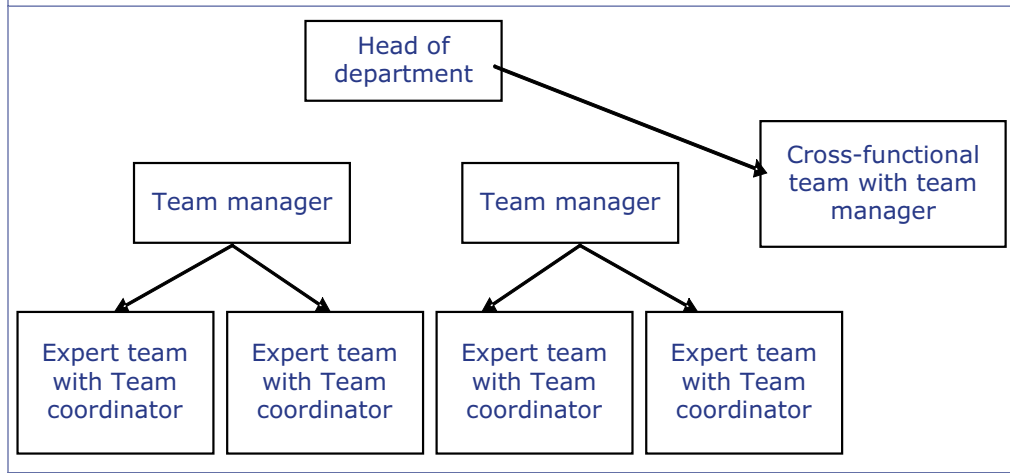 Head of
department
Cross-functional
team with team
manager
Team manager
Team manager
Expert team
with Team
coordinator
Expert team
with Team
coordinator
Expert team
with Team
coordinator
Expert team
with Team
coordinator